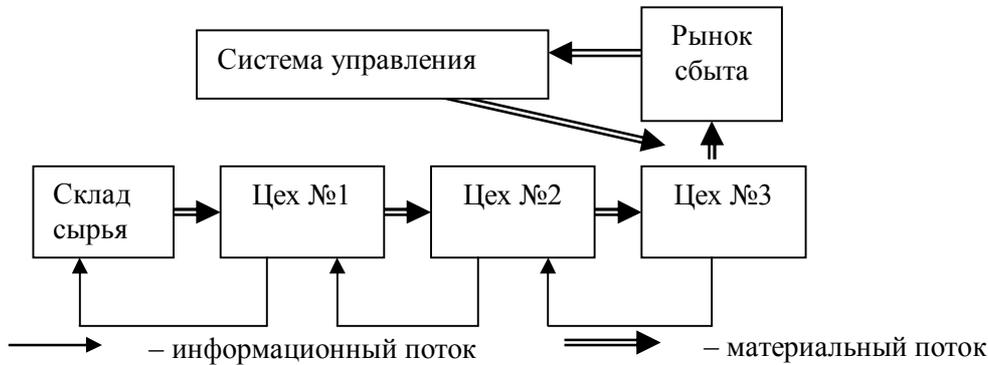 Система управления
Рынок
сбыта
Склад
сырья
Цех №1
Цех №2
Цех №3
– информационный поток
– материальный поток